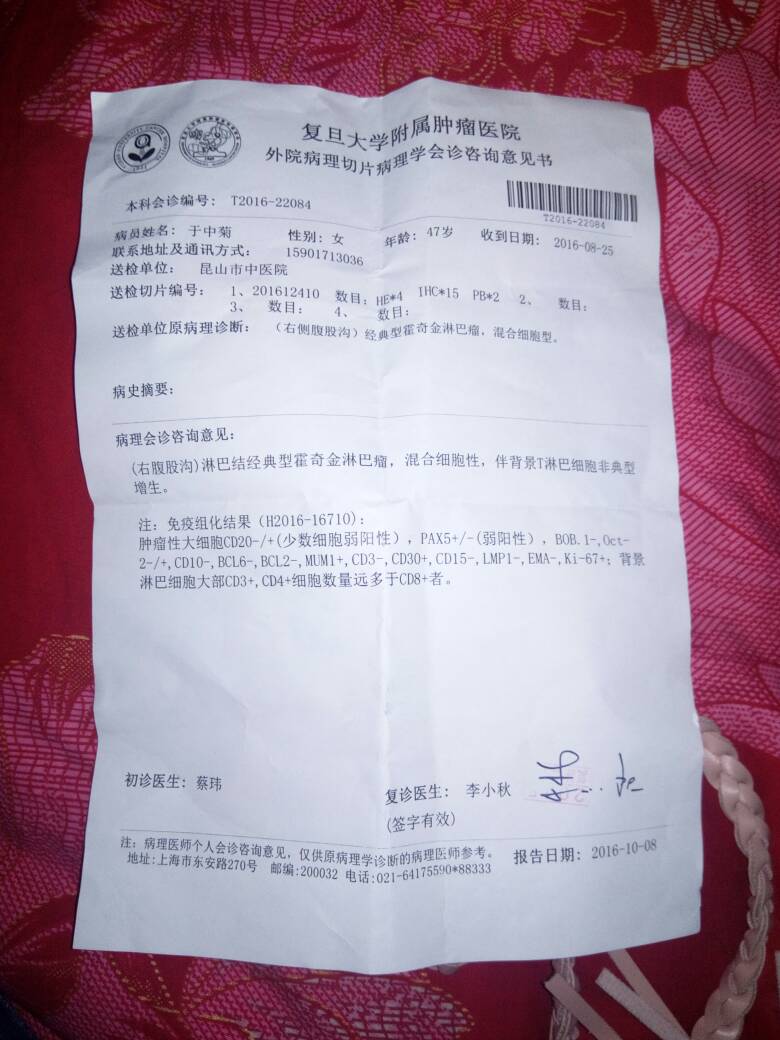 复旦大学附属肿瘤医院
外院病理切片病理学会诊咨询意见书
本科会诊编号： T2016-22084
T2016-22084
病员姓名： 于中菊 性别：女 年龄：47岁 收到日期： 2016-08-25
联系地址及通讯方式： 15901713036
送检单位： 昆山市中医院
送检切片编号： 1、201612410 数目：HE*4 IHC*15 PB*2 2、 数目：
3、 数目： 4、 数目：
送检单位原病理诊断： （右侧腹股沟）经典型霍奇金淋巴瘤，混合细胞型。
病史摘要：
病理会诊咨询意见：
(右腹股沟)淋巴结经典型霍奇金淋巴瘤，混合细胞性，伴背景T淋巴细胞非典型
增生。
注：免疫组化结果（H2016-16710）：
肿瘤性大细胞CD20-/+(少数细胞弱阳性），PAX5+/-(弱阳性），BOB.1-,Oct-
2-/+,CD10-,BCL6-,BCL2-,MUM1+,CD3-,CD30+,CD15-,LMP1-,EMA-,Ki-67+；背景
淋巴细胞大部CD3+,CD4+细胞数量远多于CD8+者。
初诊医生：蔡玮
复诊医生： 李小秋
(签字有效)
注：病理医师个人会诊咨询意见，仅供原病理学诊断的病理医师参考。
报告日期： 2016-10-08
地址:上海市东安路270号 邮编:200032 电话:021-64175590*88333